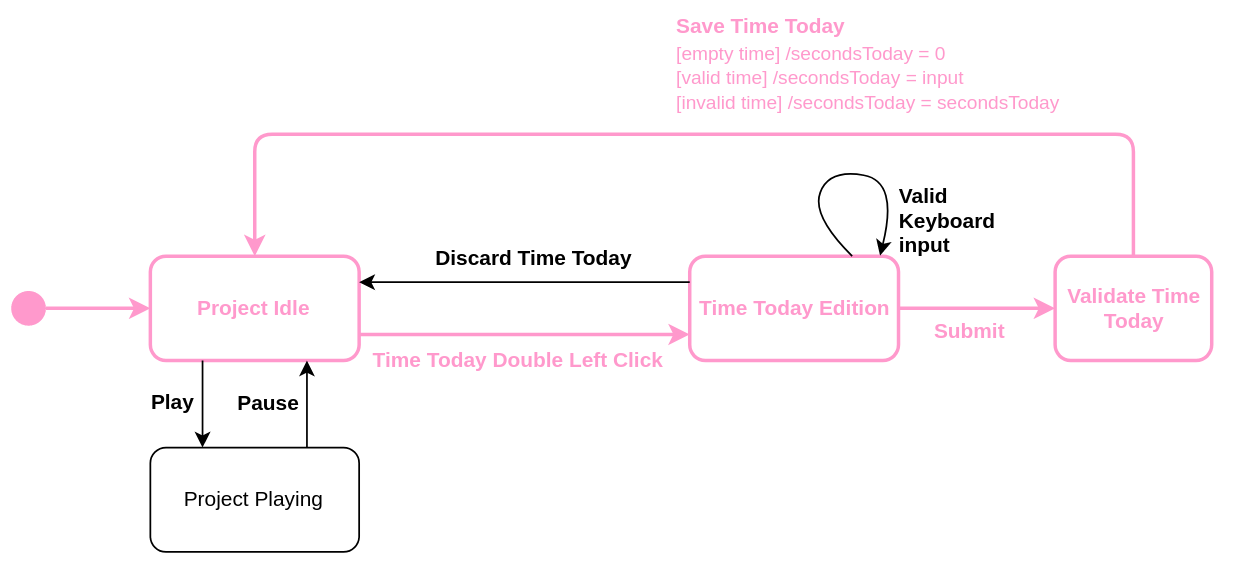 Save Time Today
[empty time] /secondsToday = 0
[valid time] /secondsToday = input
[invalid time] /secondsToday = secondsToday
Valid
Keyboard
input
Discard Time Today
Project Idle
Time Today Edition
Validate Time
Today
Submit
Time Today Double Left Click
Play
Pause
Project Playing